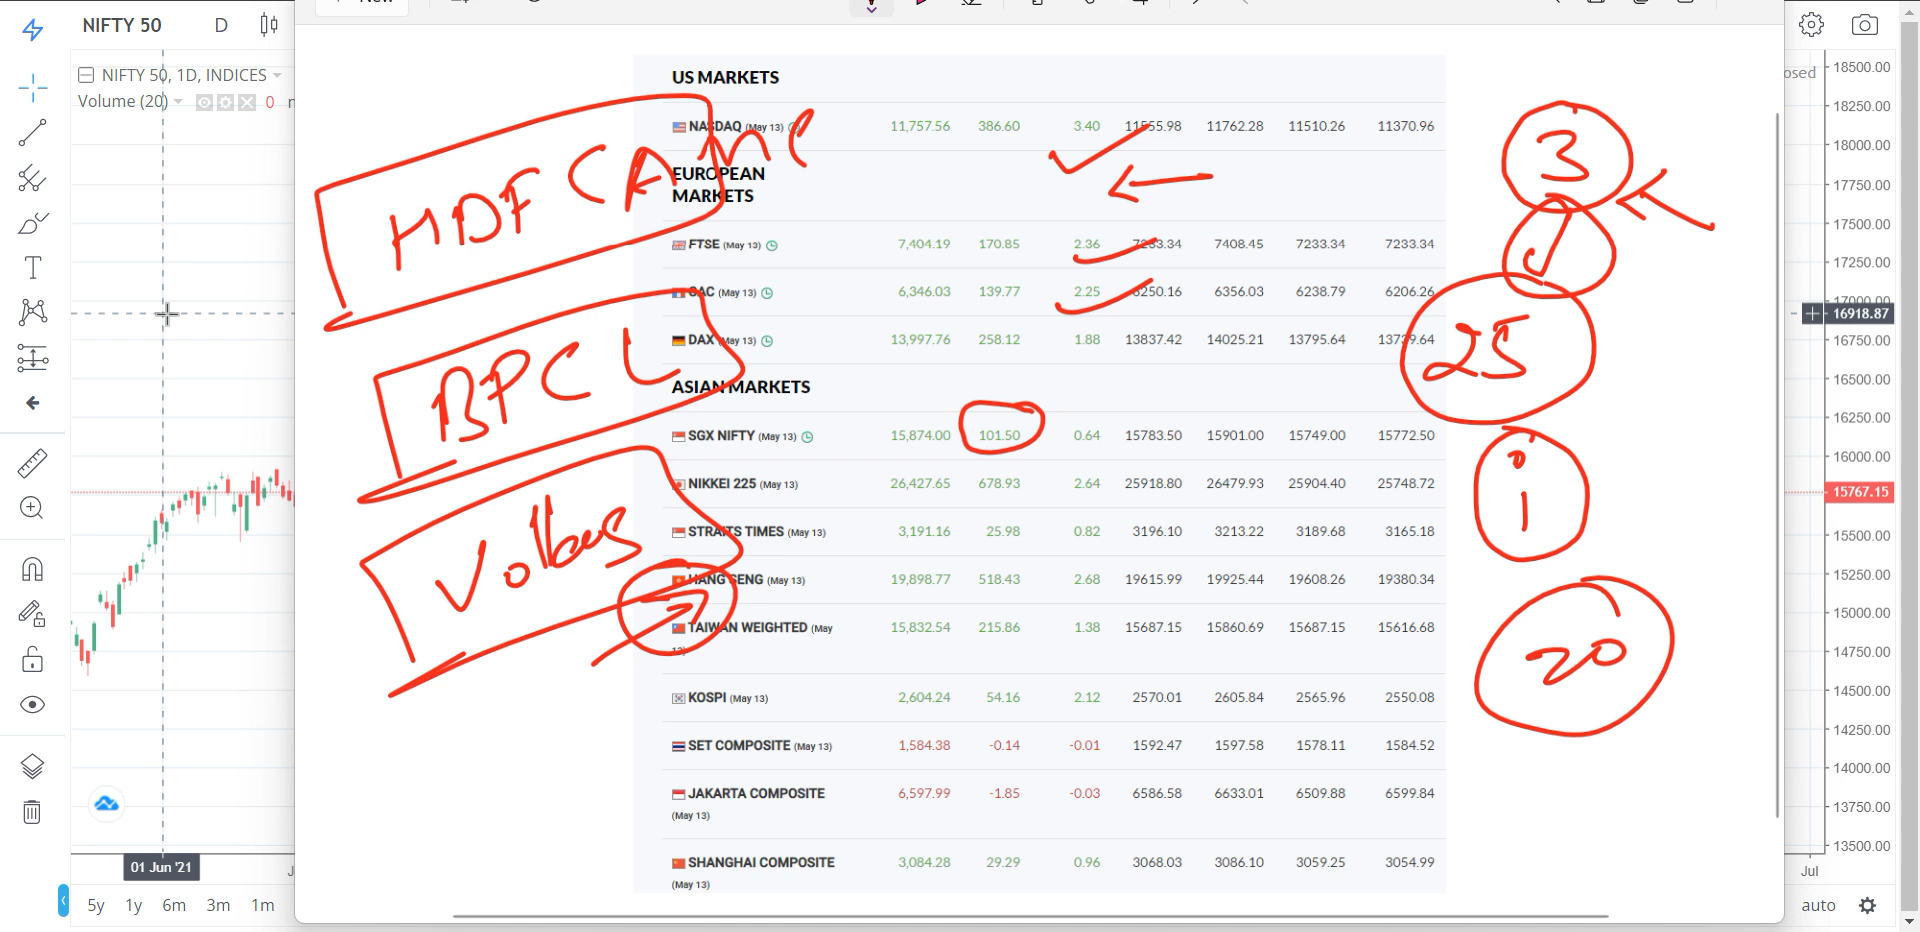 New
NIFTY 50 D
NIFTY 50, 1D, INDICES
Volume (20) 0
US MARKETS
NASDAQ (May 13) 11,757.56 386.60 3.40 11555.98 11762.28 11510.26 11370.96
EUROPEAN
MARKETS
FTSE (May 13) 7,404.19 170.85 2.36 7233.34 7408.45 7233.34 7233.34
CAC (May 13) 6,346.03 139.77 2.25 6250.16 6356.03 6238.79 6206.26
DAX (May 13) 13,997.76 258.12 1.88 13837.42 14025.21 13795.64 13739.64
ASIAN MARKETS
SGX NIFTY (May 13) 15,874.00 101.50 0.64 15783.50 15901.00 15749.00 15772.50
NIKKEI 225 (May 13) 26,427.65 678.93 2.64 25918.80 26479.93 25904.40 25748.72
STRAITS TIMES (May 13) 3,191.16 25.98 0.82 3196.10 3213.22 3189.68 3165.18
HANG SENG (May 13) 19,898.77 518.43 2.68 19615.99 19925.44 19608.26 19380.34
TAIWAN WEIGHTED (May
13) 15,832.54 215.86 1.38 15687.15 15860.69 15687.15 15616.68
KOSPI (May 13) 2,604.24 54.16 2.12 2570.01 2605.84 2565.96 2550.08
SET COMPOSITE (May 13) 1,584.38 -0.14 -0.01 1592.47 1597.58 1578.11 1584.52
JAKARTA COMPOSITE
(May 13) 6,597.99 -1.85 -0.03 6586.58 6633.01 6509.88 6599.84
SHANGHAI COMPOSITE
(May 13) 3,084.28 29.29 0.96 3068.03 3086.10 3059.25 3054.99
HDFC AMC
BPCL
Voltas
3
25
1
20
osed
18500.00
18250.00
18000.00
17750.00
17500.00
17250.00
17000.00
16918.87
16750.00
16500.00
16250.00
16000.00
15767.15
15500.00
15250.00
15000.00
14750.00
14500.00
14250.00
14000.00
13750.00
13500.00
01 Jun '21
Jul
5y 1y 6m 3m 1m
auto